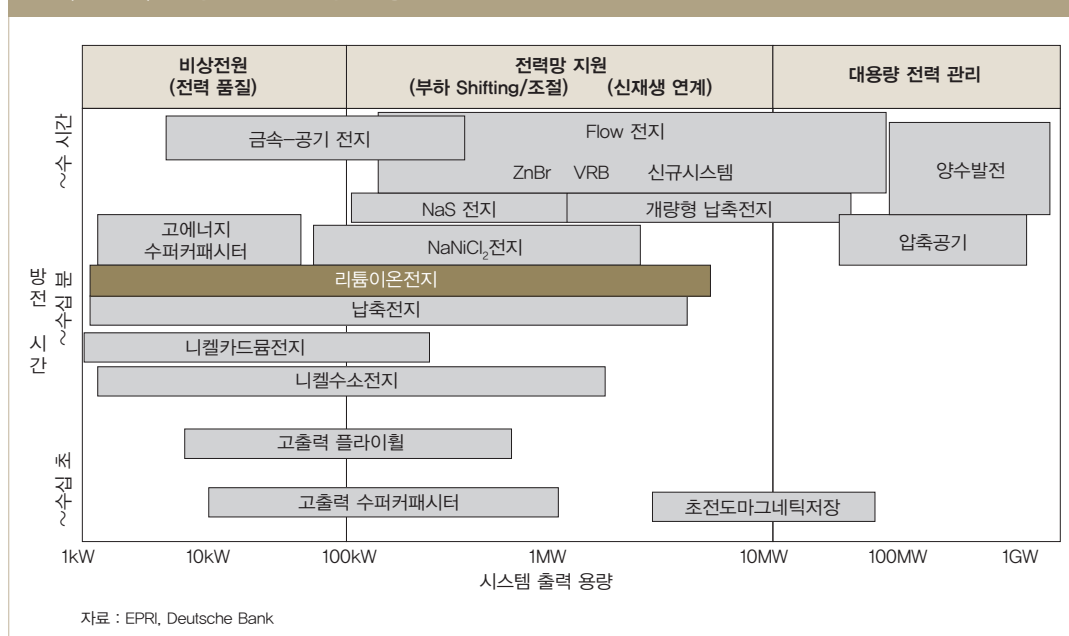 비상전원
(전력 품질)
전력망 지원
(부하 Shifting/조절) (신재생 연계)
대용량 전력 관리
~수 시간
금속-공기 전지
Flow 전지
ZnBr VRB 신규시스템
양수발전
NaS 전지
개량형 납축전지
고에너지
수퍼커패시터
NaNiCl₂전지
압축공기
방전 시간
~수십 분
리튬이온전지
납축전지
니켈카드뮴전지
니켈수소전지
고출력 플라이휠
~수십 초
고출력 수퍼커패시터
초전도마그네틱저장
1kW 10kW 100kW 1MW 10MW 100MW 1GW
시스템 출력 용량
자료 : EPRI, Deutsche Bank